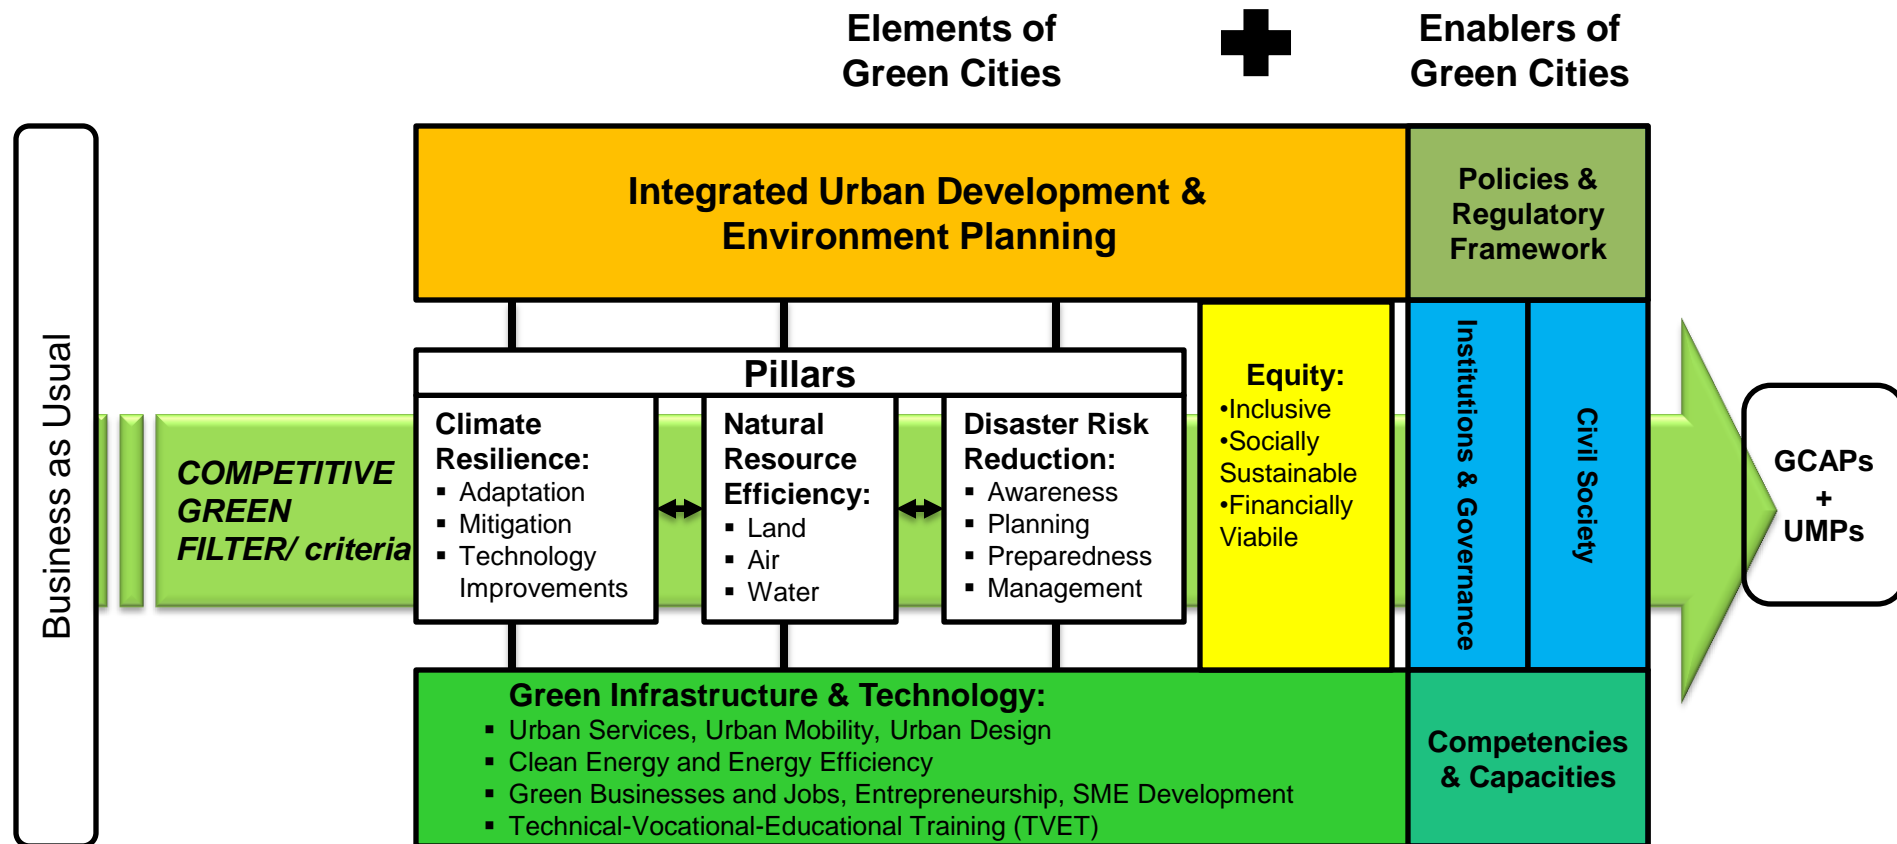 Elements of
Green Cities
Enablers of
Green Cities
Business as Usual
COMPETITIVE
GREEN
FILTER/ criteria
Integrated Urban Development &
Environment Planning
Policies &
Regulatory
Framework
Pillars
Climate
Resilience:
▪ Adaptation
▪ Mitigation
▪ Technology
Improvements
Natural
Resource
Efficiency:
▪ Land
▪ Air
▪ Water
Disaster Risk
Reduction:
▪ Awareness
▪ Planning
▪ Preparedness
▪ Management
Equity:
•Inclusive
•Socially
Sustainable
•Financially
Viabile
Institutions & Governance
Civil Society
GCAPs
+
UMPs
Green Infrastructure & Technology:
▪ Urban Services, Urban Mobility, Urban Design
▪ Clean Energy and Energy Efficiency
▪ Green Businesses and Jobs, Entrepreneurship, SME Development
▪ Technical-Vocational-Educational Training (TVET)
Competencies
& Capacities